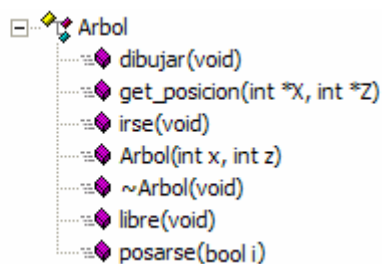 Arbol
dibujar(void)
get_posicion(int *X, int *Z)
irse(void)
Arbol(int x, int z)
~Arbol(void)
libre(void)
posarse(bool i)